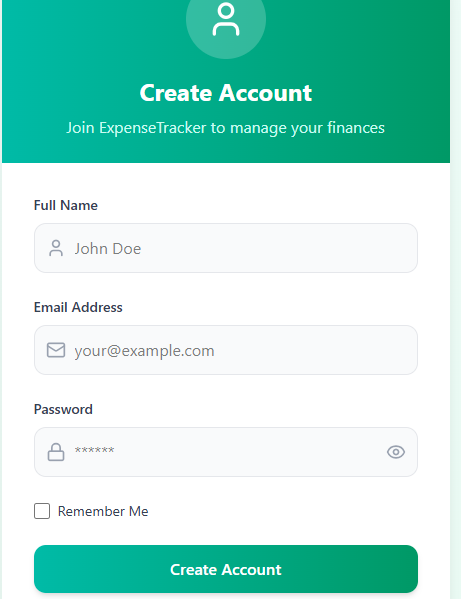 Create Account
Join ExpenseTracker to manage your finances
Full Name
John Doe
Email Address
your@example.com
Password
******
Remember Me
Create Account